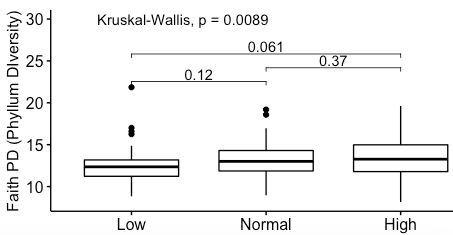 Kruskal-Wallis, p = 0.0089
0.061
0.37
0.12
Faith PD (Phyllum DIversity)
30
25
20
15
10
Low Normal High